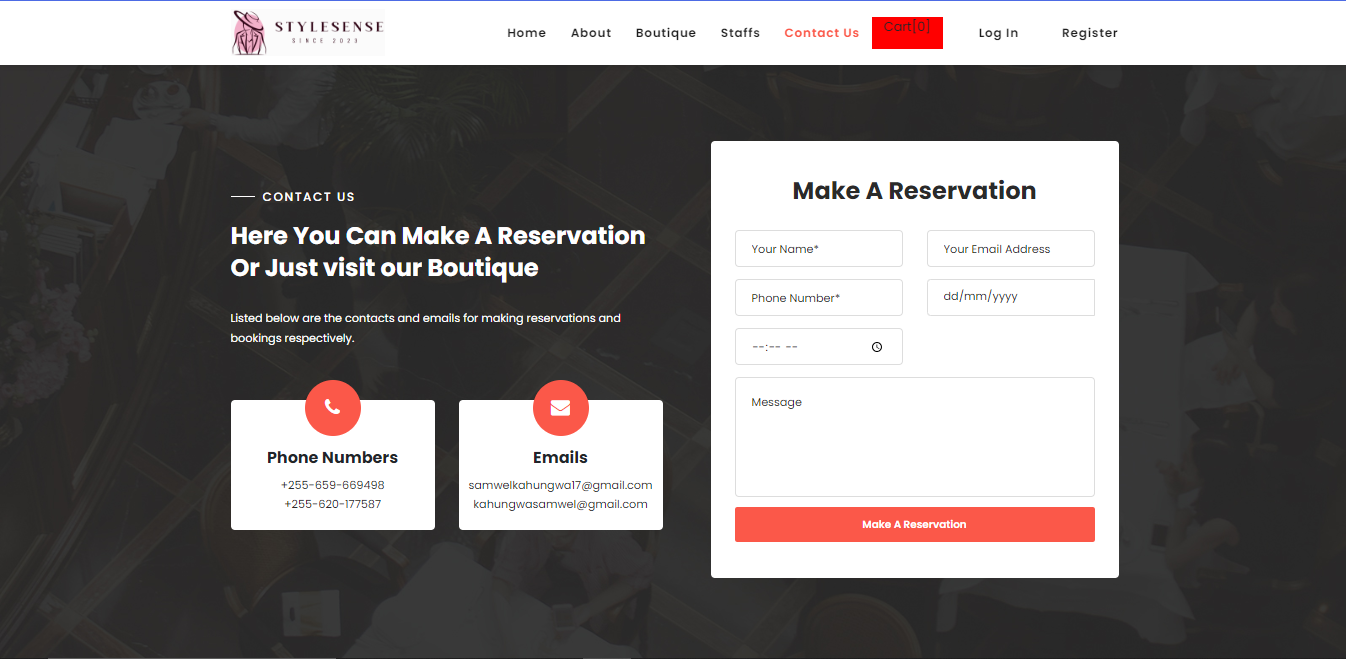 STYLESENSE
SINCE 2023
Home About Boutique Staffs Contact Us Cart[0] Log In Register
CONTACT US
Here You Can Make A Reservation
Or Just visit our Boutique
Listed below are the contacts and emails for making reservations and
bookings respectively.
Phone Numbers
+255-659-669498
+255-620-177587
Emails
samwelkahungwa17@gmail.com
kahungwasamwel@gmail.com
Make A Reservation
Your Name* Your Email Address
Phone Number* dd/mm/yyyy
--:-- --
Message
Make A Reservation